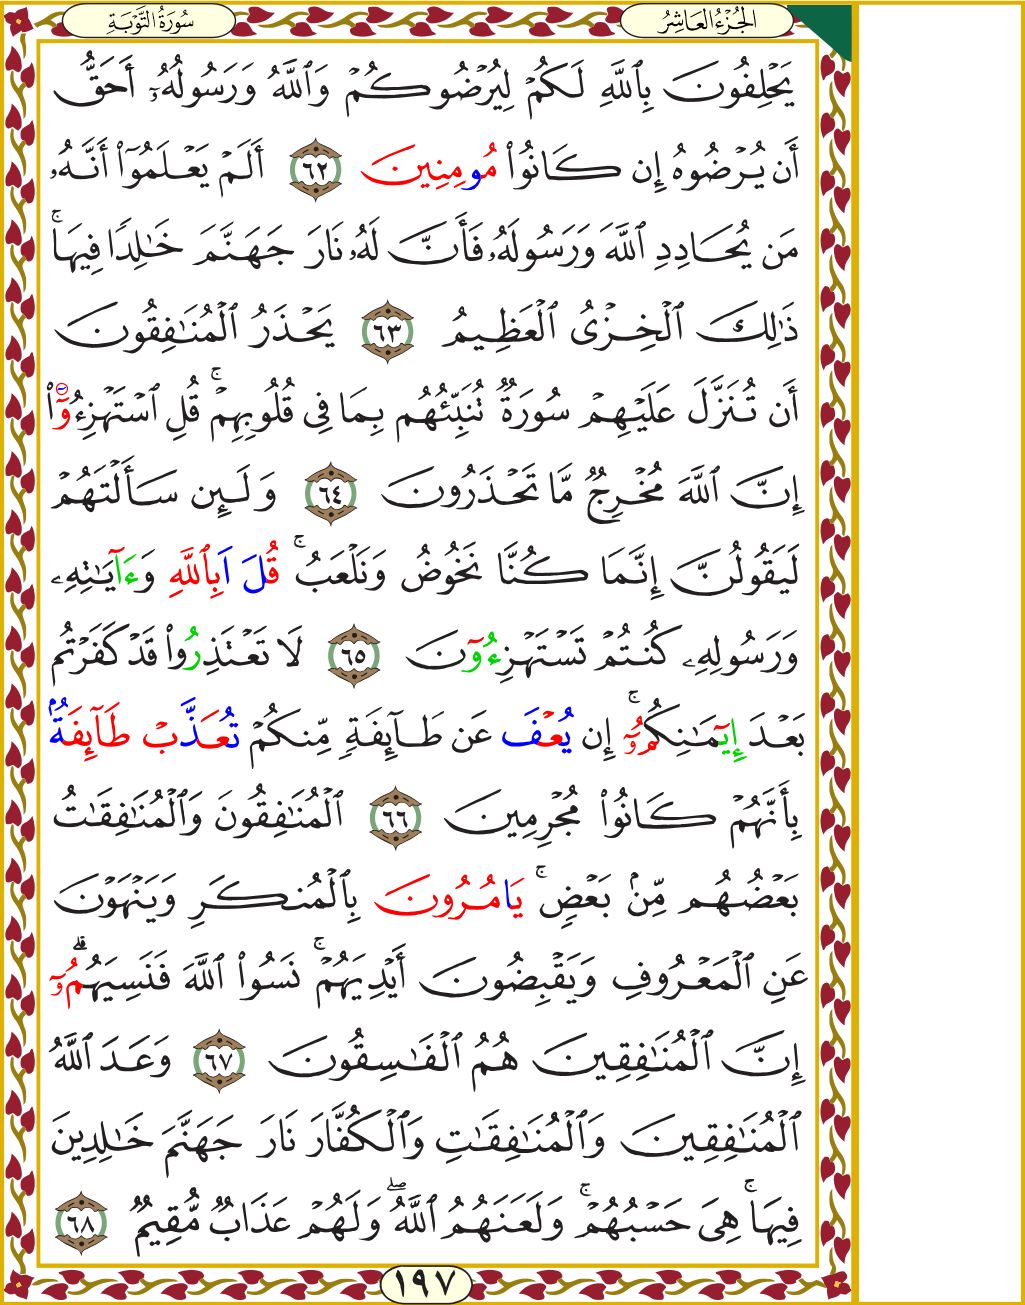 الجُزْءُ العَاشِرُ
سُورَةُ التَّوْبَةِ
يَحْلِفُونَ بِٱللَّهِ لَكُمْ لِيُرْضُوكُمْ وَٱللَّهُ وَرَسُولُهُۥٓ أَحَقُّ
أَن يُرْضُوهُ إِن كَانُوا۟ مُومِنِينَ ٦٢ أَلَمْ يَعْلَمُوٓا۟ أَنَّهُۥ
مَن يُحَادِدِ ٱللَّهَ وَرَسُولَهُۥ فَأَنَّ لَهُۥ نَارَ جَهَنَّمَ خَـٰلِدًا فِيهَاۚ
ذَٰلِكَ ٱلْخِزْىُ ٱلْعَظِيمُ ٦٣ يَحْذَرُ ٱلْمُنَـٰفِقُونَ
أَن تُنَزَّلَ عَلَيْهِمْ سُورَةٌ تُنَبِّئُهُم بِمَا فِى قُلُوبِهِمْۚ قُلِ ٱسْتَهْزِءُوٓا۟
إِنَّ ٱللَّهَ مُخْرِجٌ مَّا تَحْذَرُونَ ٦٤ وَلَئِن سَأَلْتَهُمْ
لَيَقُولُنَّ إِنَّمَا كُنَّا نَخُوضُ وَنَلْعَبُۚ قُلَ اَبِٱللَّهِ وَءَآيَـٰتِهِۦ
وَرَسُولِهِۦ كُنتُمْ تَسْتَهْزِءُوٓنَ ٦٥ لَا تَعْتَذِرُوا۟ قَدْ كَفَرْتُم
بَعْدَ إِيٓمَـٰنِكُمُۥٓۚ إِن يُعْفَ عَن طَآئِفَةٍ مِّنكُمْ تُعَذَّبْ طَآئِفَةٌۢ
بِأَنَّهُمْ كَانُوا۟ مُجْرِمِينَ ٦٦ ٱلْمُنَـٰفِقُونَ وَٱلْمُنَـٰفِقَـٰتُ
بَعْضُهُم مِّنۢ بَعْضٍۚ يَامُرُونَ بِٱلْمُنكَرِ وَيَنْهَوْنَ
عَنِ ٱلْمَعْرُوفِ وَيَقْبِضُونَ أَيْدِيَهُمْۚ نَسُوا۟ ٱللَّهَ فَنَسِيَهُمُۥٓۗ
إِنَّ ٱلْمُنَـٰفِقِينَ هُمُ ٱلْفَـٰسِقُونَ ٦٧ وَعَدَ ٱللَّهُ
ٱلْمُنَـٰفِقِينَ وَٱلْمُنَـٰفِقَـٰتِ وَٱلْكُفَّارَ نَارَ جَهَنَّمَ خَـٰلِدِينَ
فِيهَاۚ هِىَ حَسْبُهُمْۚ وَلَعَنَهُمُ ٱللَّهُۖ وَلَهُمْ عَذَابٌ مُّقِيمٌ ٦٨
١٩٧